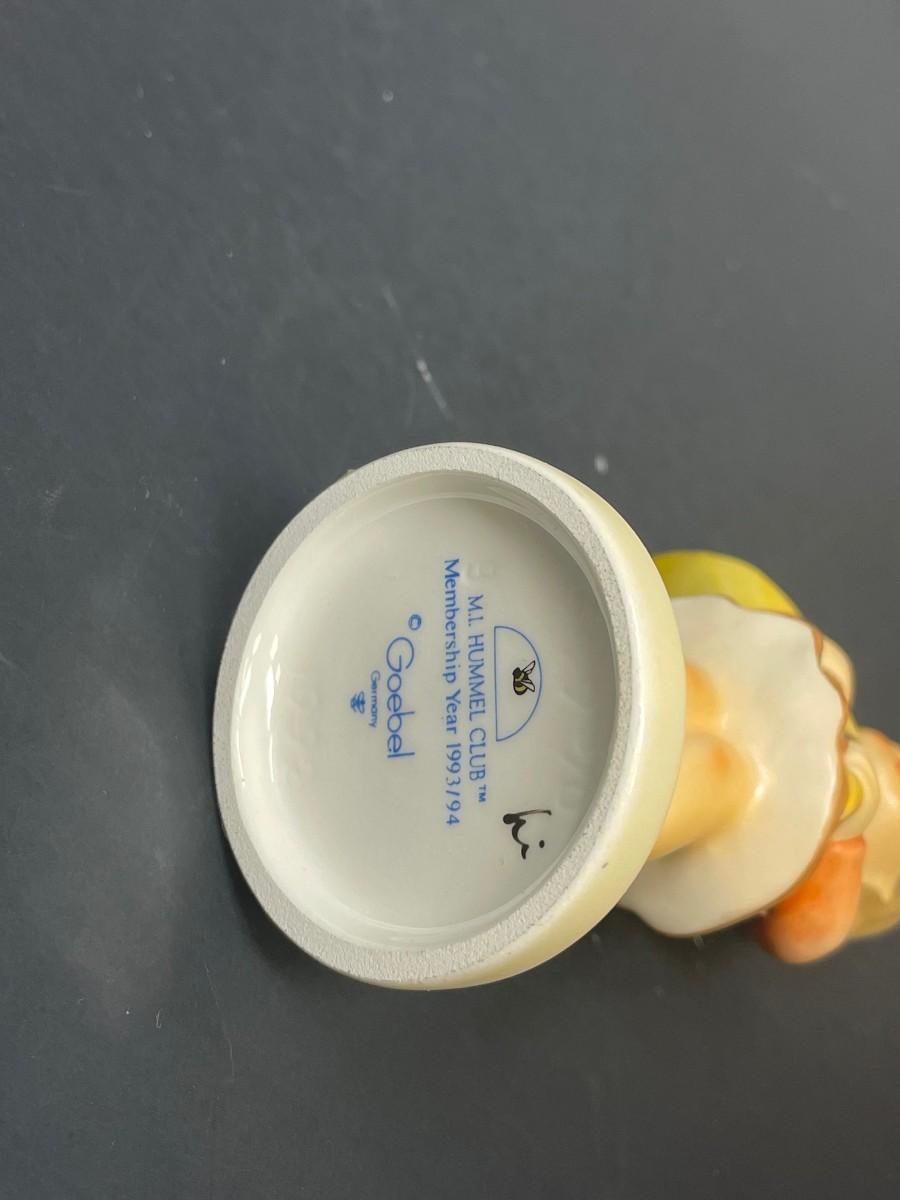 M.I. HUMMEL CLUB™
Membership Year 1993/94
© Goebel
Germany